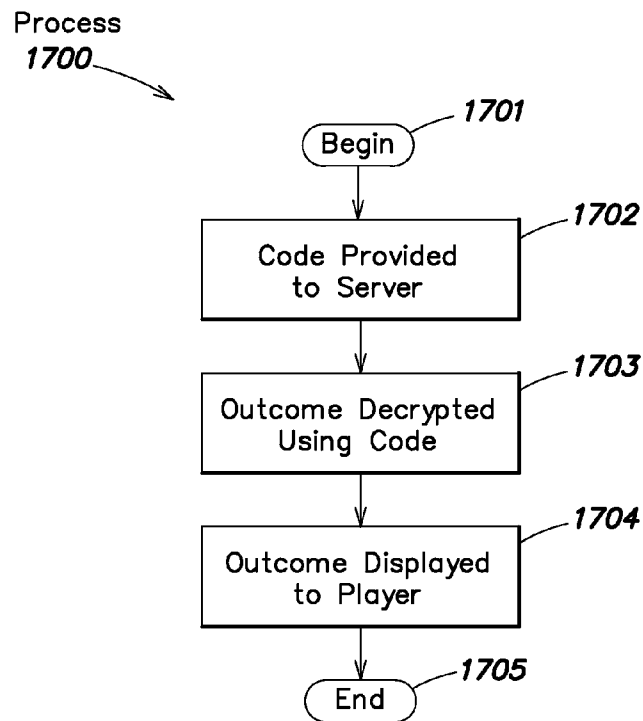 Process
1700
1701
Begin
1702
Code Provided
to Server
1703
Outcome Decrypted
Using Code
1704
Outcome Displayed
to Player
1705
End